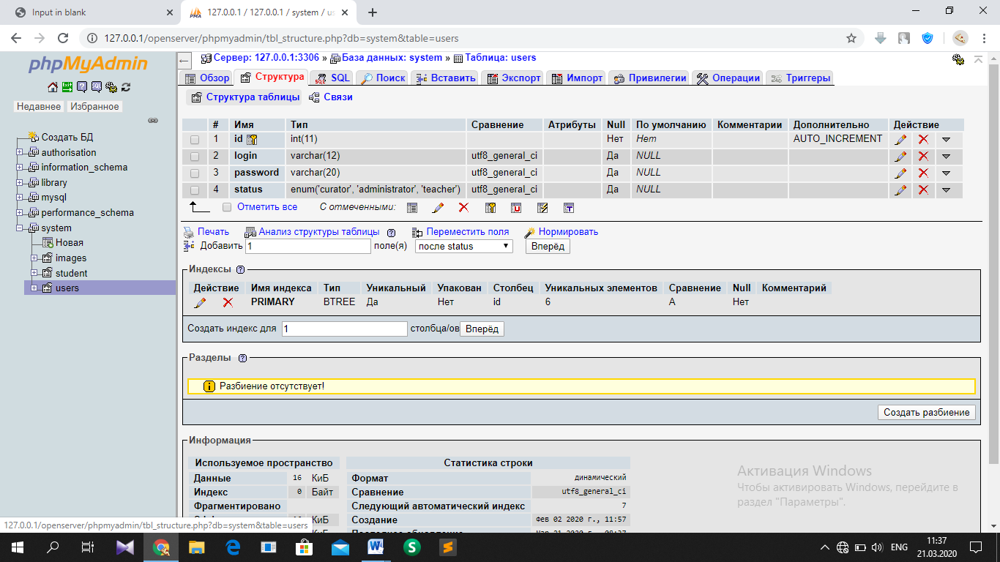 Input in blank
127.0.0.1 / 127.0.0.1 / system / us
127.0.0.1/openserver/phpmyadmin/tbl_structure.php?db=system&table=users
phpMyAdmin
Недавнее Избранное
Создать БД
authorisation
information_schema
library
mysql
performance_schema
system
Новая
images
student
users
Сервер: 127.0.0.1:3306 » База данных: system » Таблица: users
Обзор Структура SQL Поиск Вставить Экспорт Импорт Привилегии Операции Триггеры
Структура таблицы Связи
# Имя Тип Сравнение Атрибуты Null По умолчанию Комментарии Дополнительно Действие
1 id int(11) Нет Нет AUTO_INCREMENT
2 login varchar(12) utf8_general_ci Да NULL
3 password varchar(20) utf8_general_ci Да NULL
4 status enum('curator', 'administrator', 'teacher') utf8_general_ci Да NULL
Отметить все С отмеченными:
Печать Анализ структуры таблицы Переместить поля Нормировать
Добавить 1 поле(я) после status Вперёд
Индексы
Действие Имя индекса Тип Уникальный Упакован Столбец Уникальных элементов Сравнение Null Комментарий
PRIMARY BTREE Да Нет id 6 A Нет
Создать индекс для 1 столбца/ов Вперёд
Разделы
Разбиение отсутствует!
Создать разбиение
Информация
Используемое пространство
Данные 16 КиБ
Индекс 0 Байт
Фрагментировано
КиБ
Статистика строки
Формат динамический
Сравнение utf8_general_ci
Следующий автоматический индекс 7
Создание Фев 02 2020 г., 11:57
Активация Windows
Чтобы активировать Windows, перейдите в
раздел "Параметры".
127.0.0.1/openserver/phpmyadmin/tbl_structure.php?db=system&table=users
ENG
11:37
21.03.2020